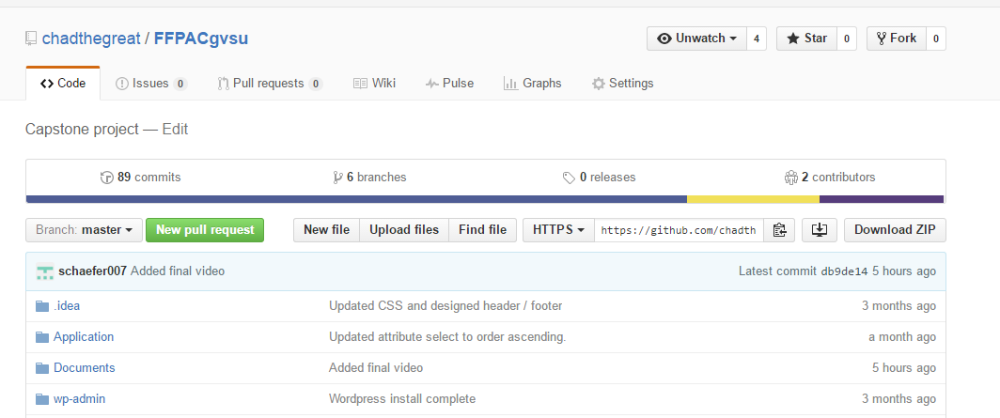 chadthegreat / FFPACgvsu Unwatch 4 Star 0 Fork 0
Code Issues 0 Pull requests 0 Wiki Pulse Graphs Settings
Capstone project — Edit
89 commits 6 branches 0 releases 2 contributors
Branch: master New pull request New file Upload files Find file HTTPS https://github.com/chadth Download ZIP
schaefer007 Added final video Latest commit db9de14 5 hours ago
.idea Updated CSS and designed header / footer 3 months ago
Application Updated attribute select to order ascending. a month ago
Documents Added final video 5 hours ago
wp-admin Wordpress install complete 3 months ago